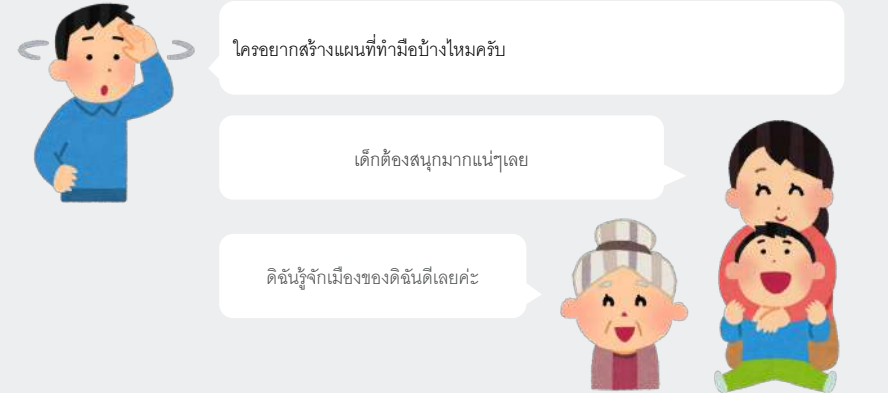 ใครอยากสร้างแผนที่ทำมือบ้างไหมครับ
เด็กต้องสนุกมากแน่ๆเลย
ดิฉันรู้จักเมืองของดิฉันดีเลยค่ะ